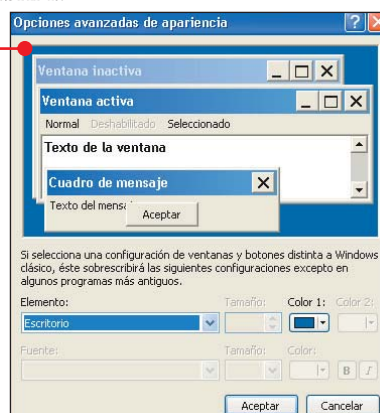 Opciones avanzadas de apariencia
Ventana inactiva
Ventana activa
Normal Deshabilitado Seleccionado
Texto de la ventana
Cuadro de mensaje
Texto del
Aceptar
Si selecciona una configuración de ventanas y botones distinta a Windows
clásico, éste sobrescribirá las siguientes configuraciones excepto en
algunos programas más antiguos.
Elemento: Tamaño: Color 1: Color 2:
Escritorio
Fuente: Tamaño: Color:
B I
Aceptar Cancelar